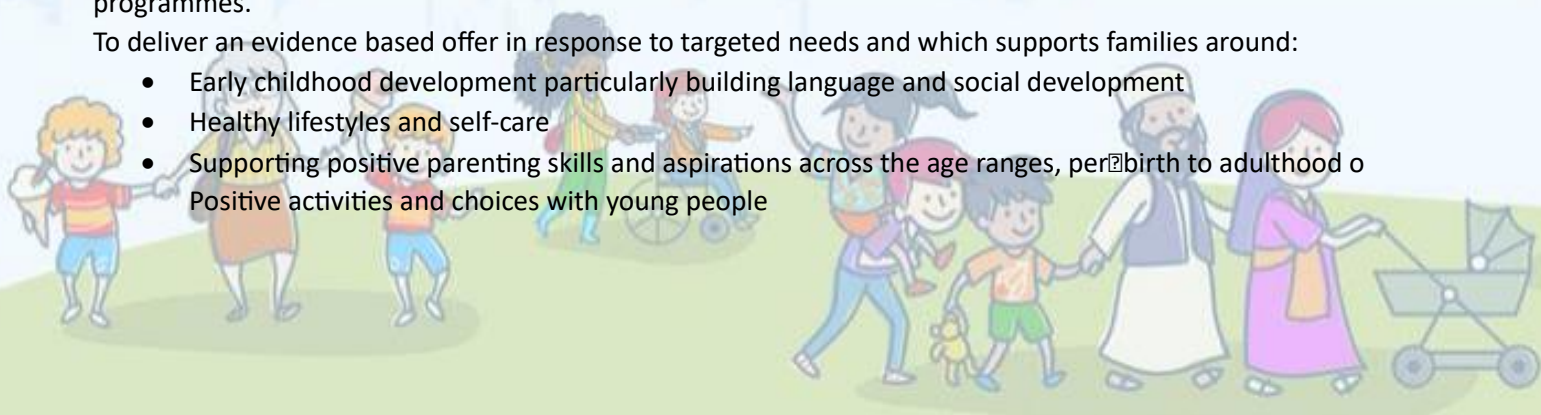 programmes.
To deliver an evidence based offer in response to targeted needs and which supports families around:
• Early childhood development particularly building language and social development
• Healthy lifestyles and self-care
• Supporting positive parenting skills and aspirations across the age ranges, per⍰birth to adulthood o
Positive activities and choices with young people